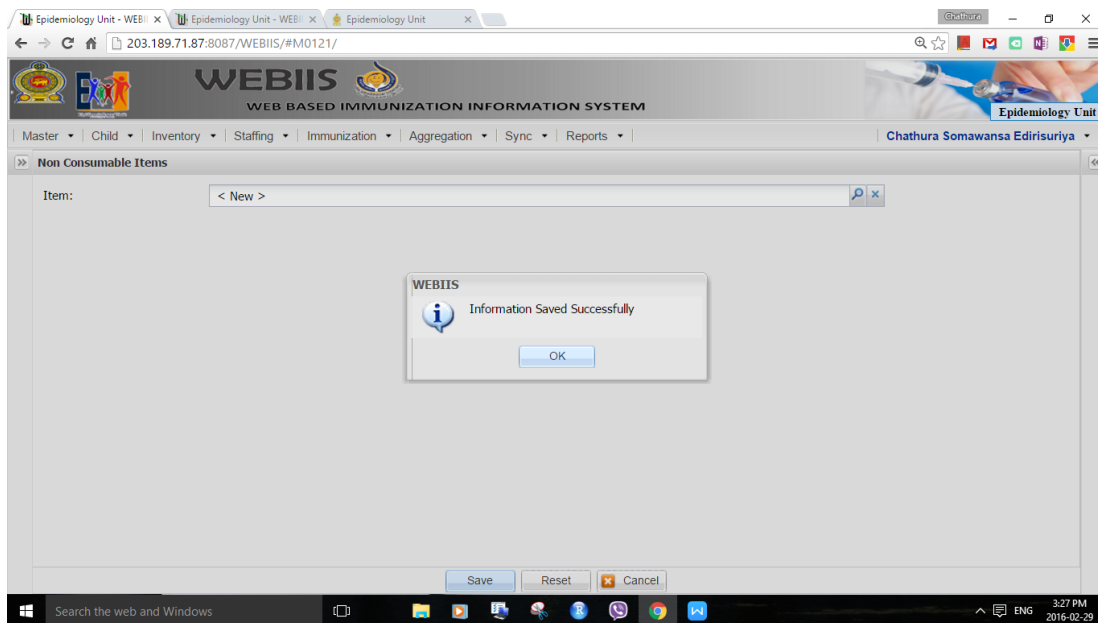 Epidemiology Unit - WEBII
Epidemiology Unit - WEBI
Epidemiology Unit
Chathura
203.189.71.87:8087/WEBIIS/#M0121/
WEBIIS
WEB BASED IMMUNIZATION INFORMATION SYSTEM
Epidemiology Unit
Master Child Inventory Staffing Immunization Aggregation Sync Reports Chathura Somawansa Edirisuriya
Non Consumable Items
Item: < New >
WEBIIS
Information Saved Successfully
OK
Save Reset Cancel
Search the web and Windows
ENG
3:27 PM
2016-02-29